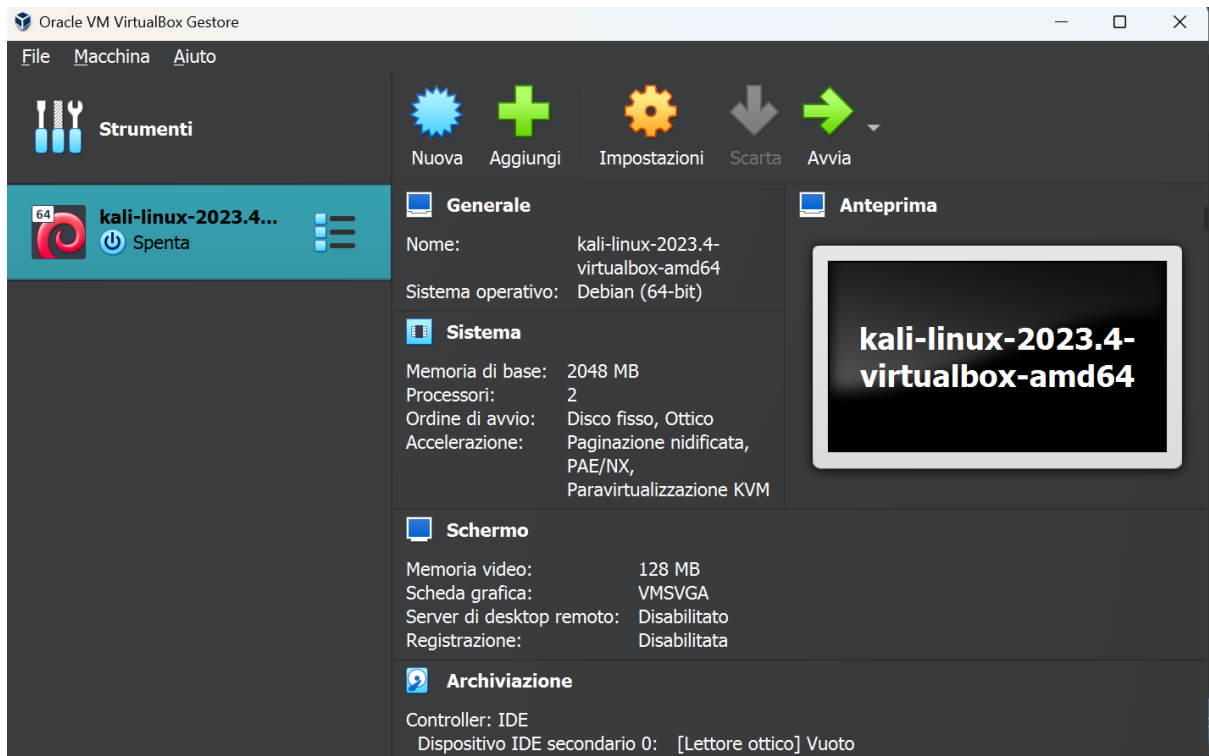 Oracle VM VirtualBox Gestore
File Macchina Aiuto
Strumenti
Nuova Aggiungi Impostazioni Scarta Avvia
64
kali-linux-2023.4...
Spenta
Generale
Nome: kali-linux-2023.4-
virtualbox-amd64
Sistema operativo: Debian (64-bit)
Sistema
Memoria di base: 2048 MB
Processori: 2
Ordine di avvio: Disco fisso, Ottico
Accelerazione: Paginazione nidificata,
PAE/NX,
Paravirtualizzazione KVM
Anteprima
kali-linux-2023.4-
virtualbox-amd64
Schermo
Memoria video: 128 MB
Scheda grafica: VMSVGA
Server di desktop remoto: Disabilitato
Registrazione: Disabilitata
Archiviazione
Controller: IDE
Dispositivo IDE secondario 0: [Lettore ottico] Vuoto